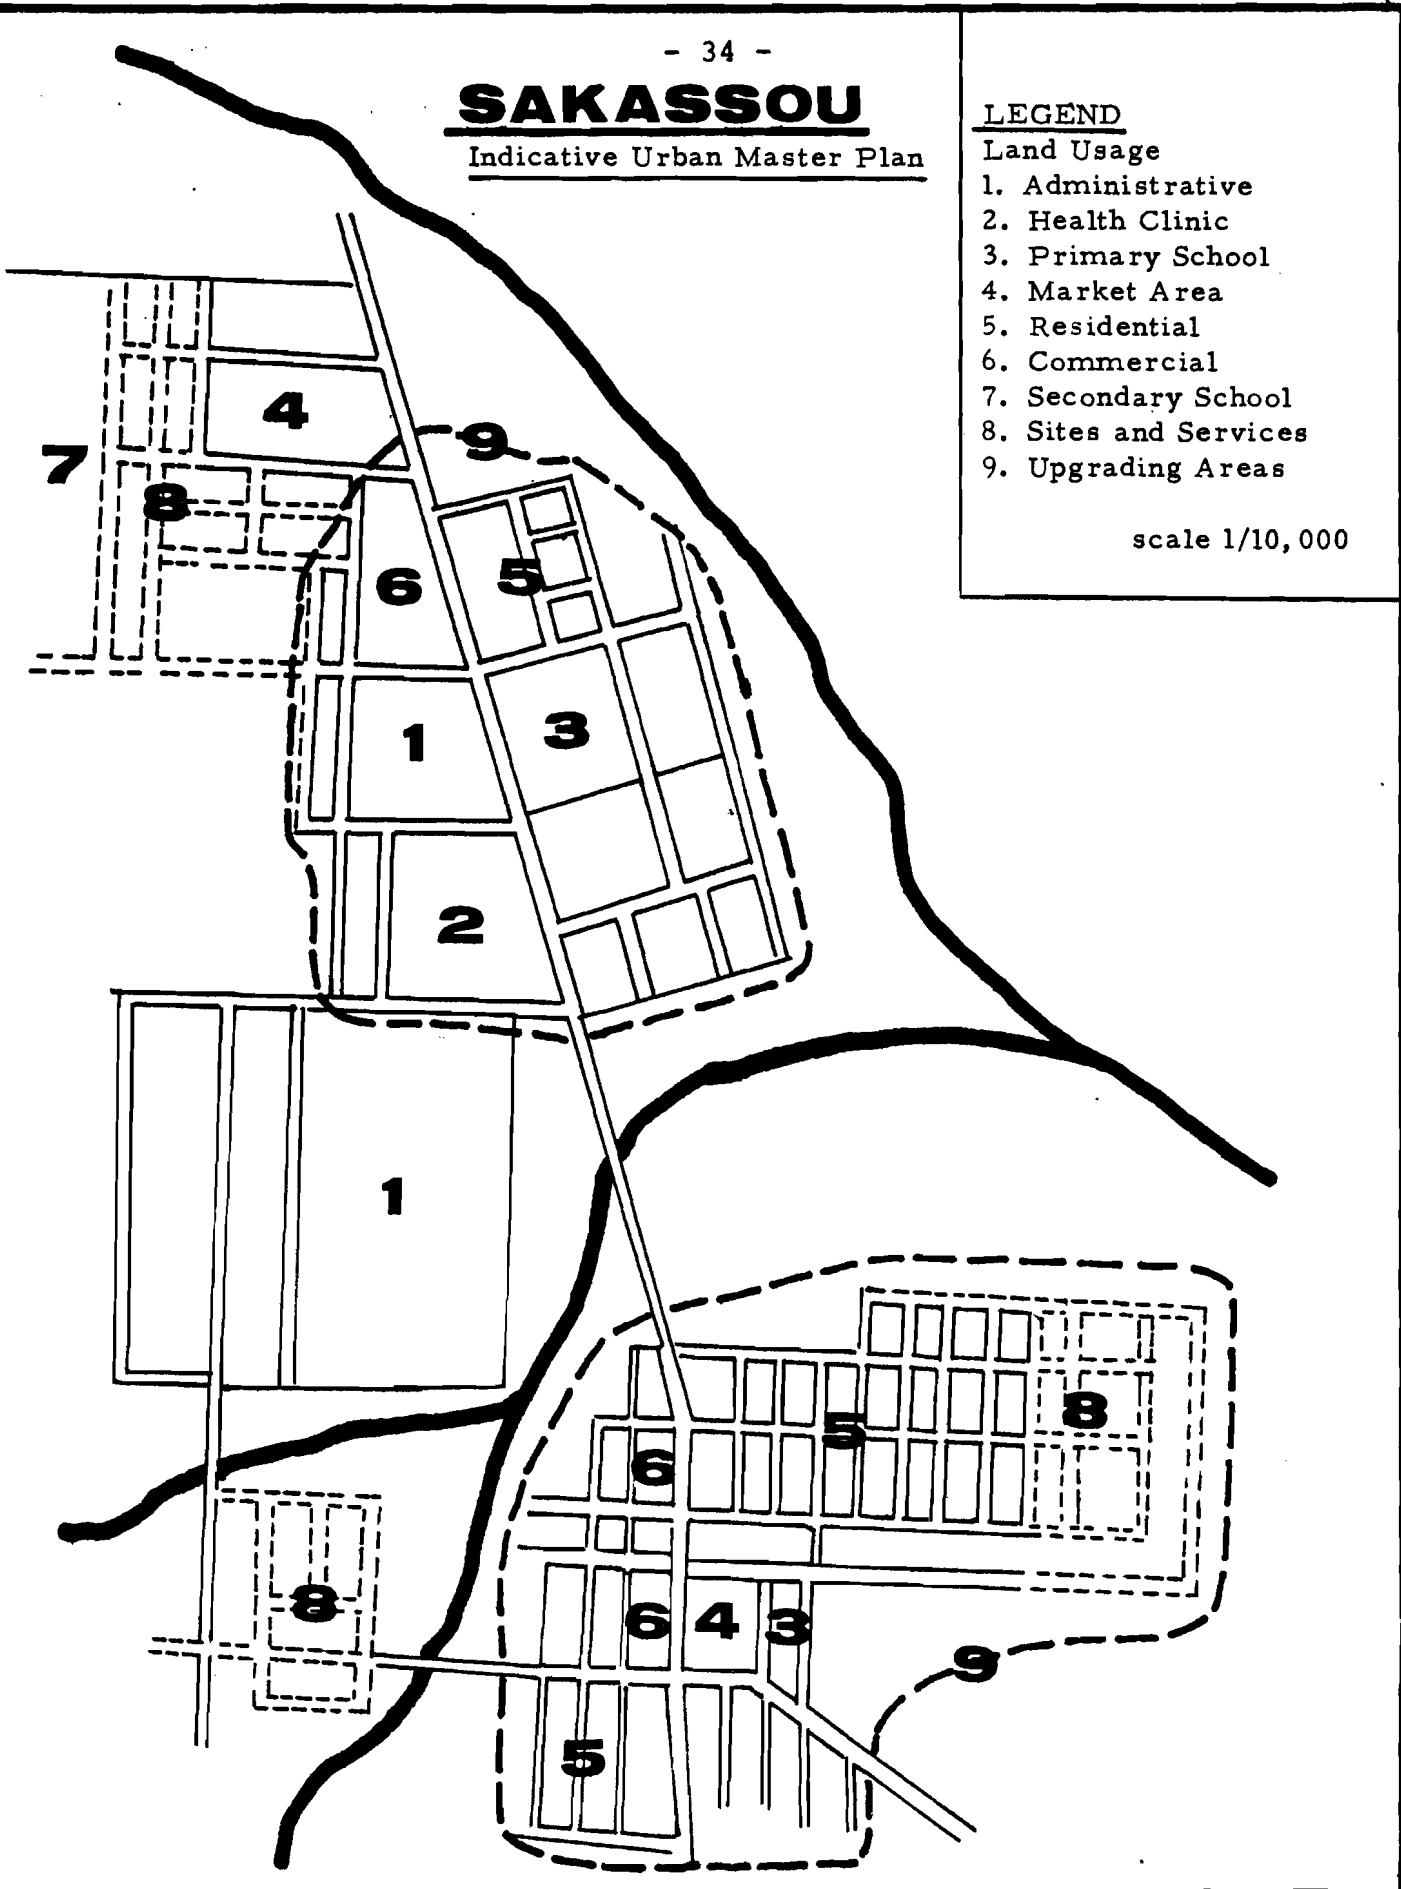 - 34 -
SAKASSOU
Indicative Urban Master Plan
LEGEND
Land Usage
1. Administrative
2. Health Clinic
3. Primary School
4. Market Area
5. Residential
6. Commercial
7. Secondary School
8. Sites and Services
9. Upgrading Areas
scale 1/10,000
4
9
7
8
6
5
1
3
2
1
8
5
6
8
6
4
3
9
5